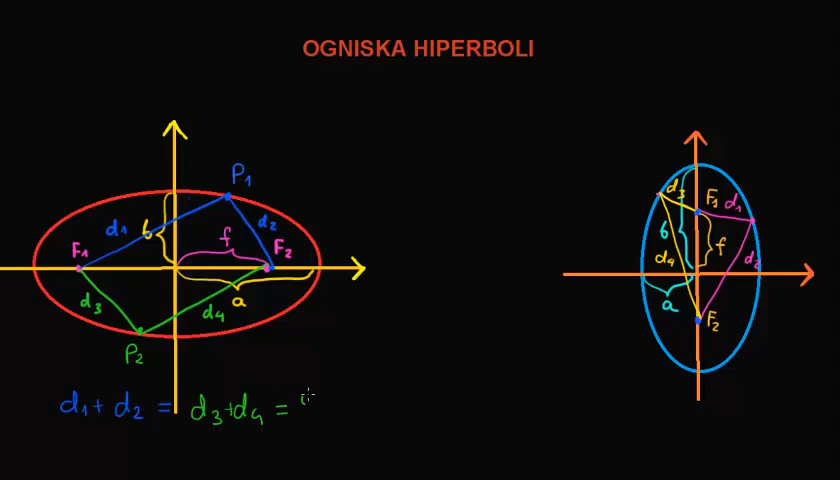 OGNISKA HIPERBOLI
P₁
d₁ b d₂
F₁ f F₂
a
d₃ d₄
P₂
d₁ + d₂ = d₃ + d₄ =
d₃ F₁ d₁
b f
d₄ d₂
a
F₂